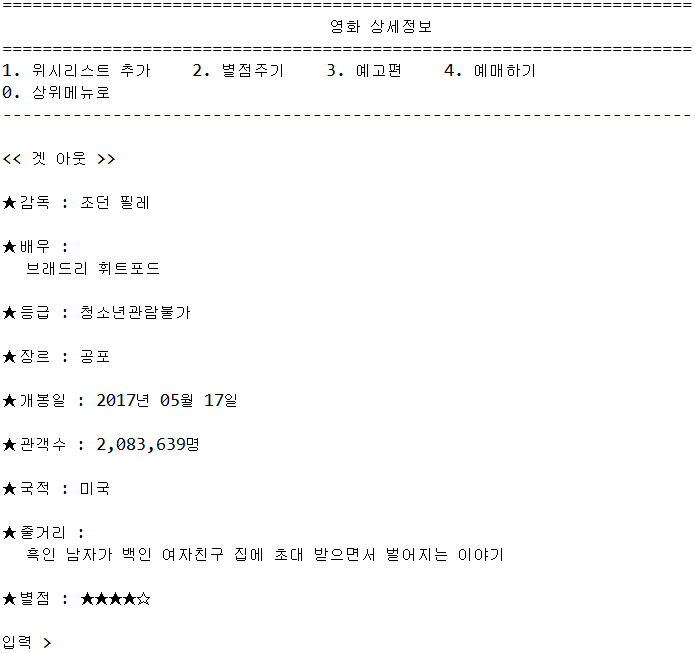 =====================================================================
영화 상세정보
=====================================================================
1. 위시리스트 추가 2. 별점주기 3. 예고편 4. 예매하기
0. 상위메뉴로
---------------------------------------------------------------------
<< 겟 아웃 >>
★감독 : 조던 필레
★배우 :
브래드리 휘트포드
★등급 : 청소년관람불가
★장르 : 공포
★개봉일 : 2017년 05월 17일
★관객수 : 2,083,639명
★국적 : 미국
★줄거리 :
흑인 남자가 백인 여자친구 집에 초대 받으면서 벌어지는 이야기
★별점 : ★★★★☆
입력 >